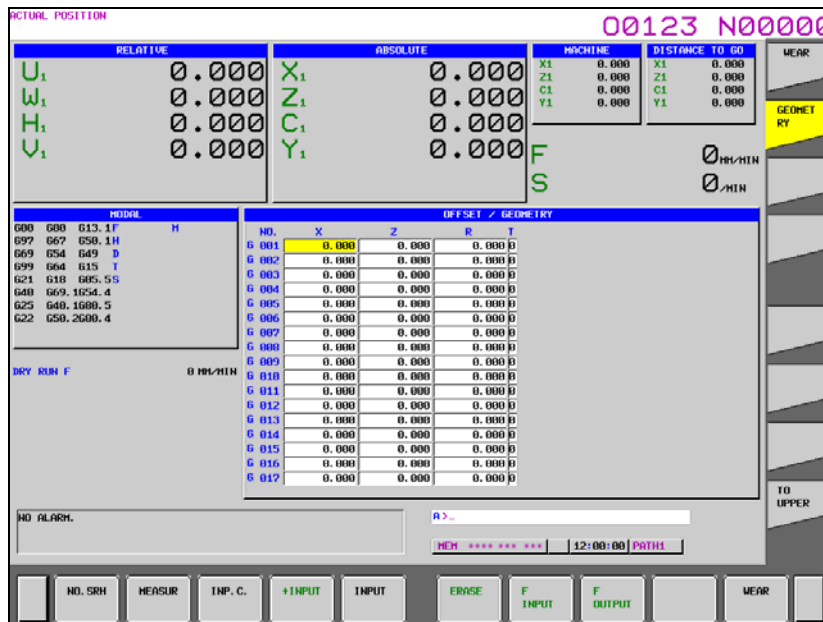 ACTUAL POSITION
O0123 N00000
RELATIVE
U1 0.000
W1 0.000
H1 0.000
V1 0.000
ABSOLUTE
X1 0.000
Z1 0.000
C1 0.000
Y1 0.000
MACHINE
X1 0.000
Z1 0.000
C1 0.000
Y1 0.000
DISTANCE TO GO
X1 0.000
Z1 0.000
C1 0.000
Y1 0.000
F 0 MM/MIN
S 0 /MIN
WEAR
GEOMET
RY
TO
UPPER
MODAL
G00 G80 G13.1 F M
G97 G67 G50.1 H
G69 G54 G49 D
G99 G64 G15 T
G21 G18 G05.5 S
G40 G69.1 G54.4
G25 G40.1 G80.5
G22 G50.2 G00.4
DRY RUN F 0 MM/MIN
OFFSET / GEOMETRY
NO. X Z R T
G 001 0.000 0.000 0.000 0
G 002 0.000 0.000 0.000 0
G 003 0.000 0.000 0.000 0
G 004 0.000 0.000 0.000 0
G 005 0.000 0.000 0.000 0
G 006 0.000 0.000 0.000 0
G 007 0.000 0.000 0.000 0
G 008 0.000 0.000 0.000 0
G 009 0.000 0.000 0.000 0
G 010 0.000 0.000 0.000 0
G 011 0.000 0.000 0.000 0
G 012 0.000 0.000 0.000 0
G 013 0.000 0.000 0.000 0
G 014 0.000 0.000 0.000 0
G 015 0.000 0.000 0.000 0
G 016 0.000 0.000 0.000 0
G 017 0.000 0.000 0.000 0
NO ALARM.
A>_
MEM **** *** *** 12:00:00 PATH1
NO. SRH
MEASUR
INP.C.
+INPUT
INPUT
ERASE
F
INPUT
F
OUTPUT
WEAR